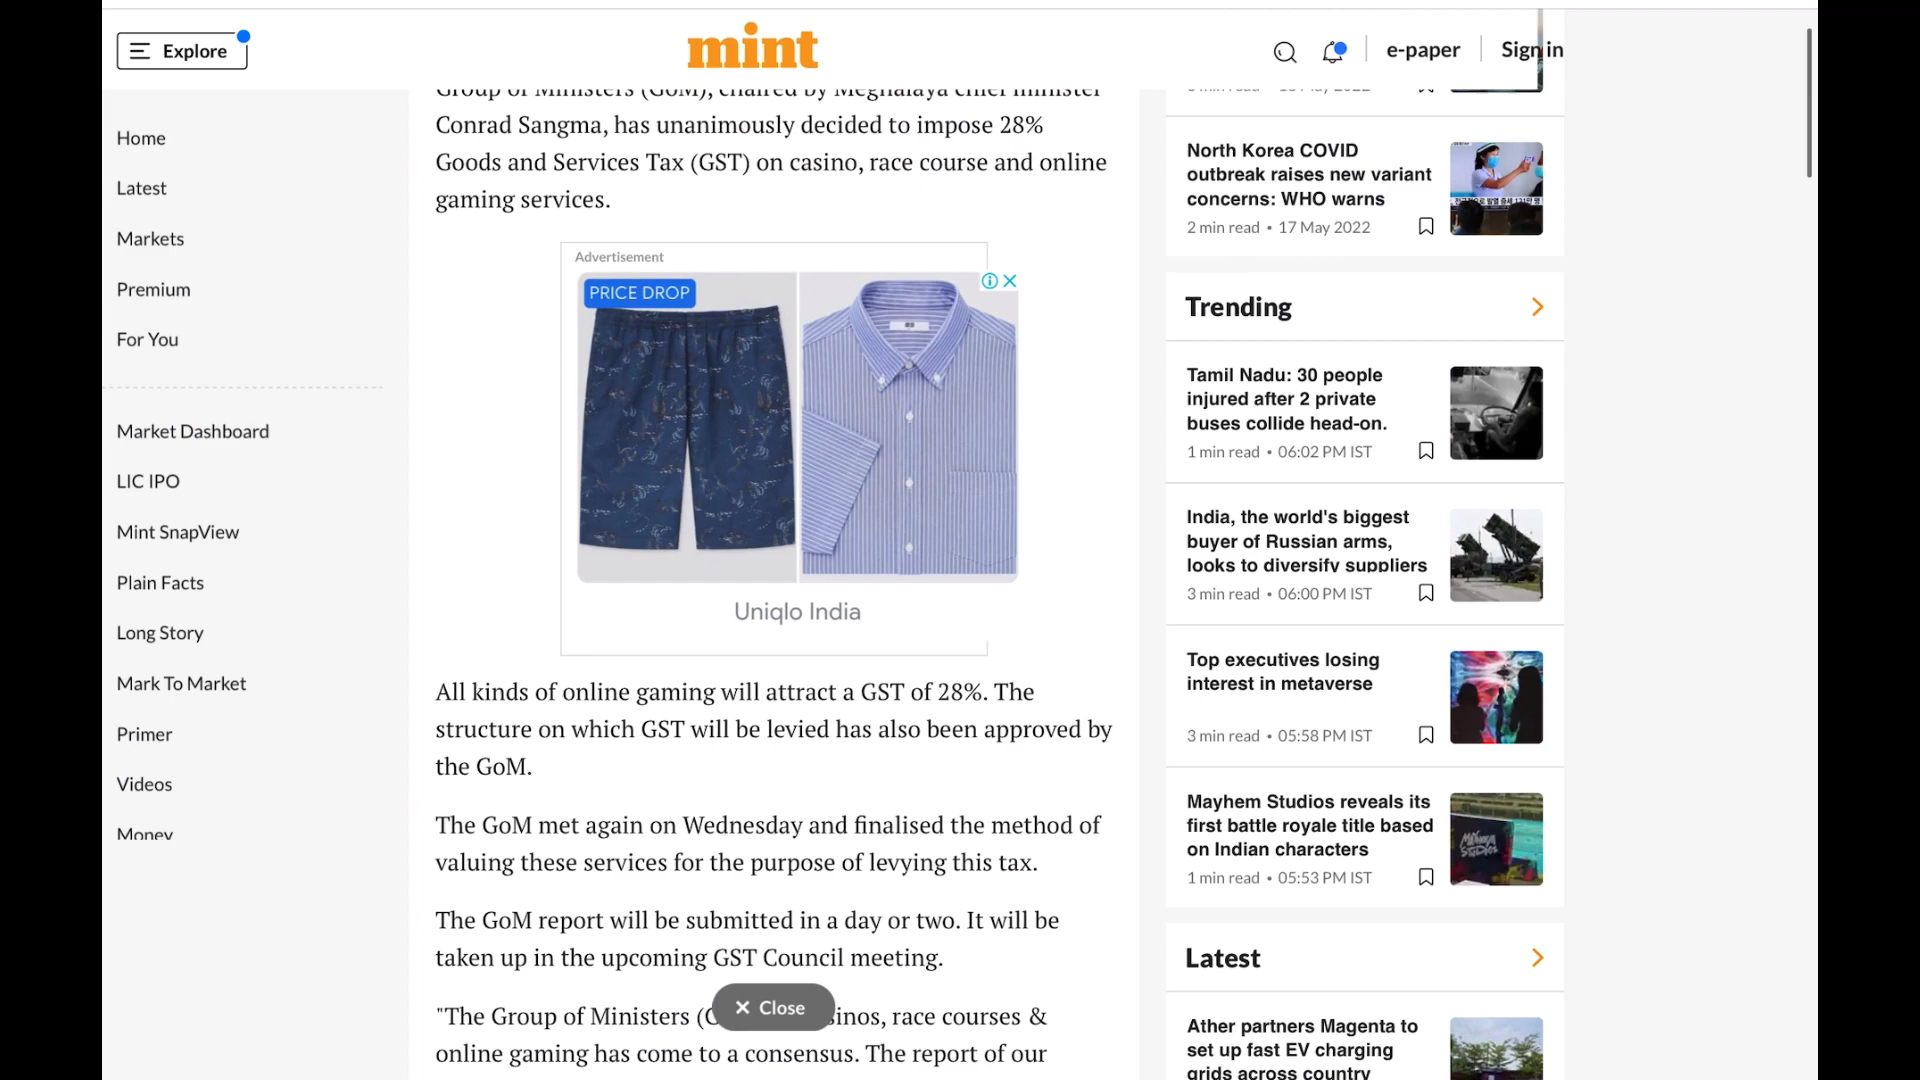 Explore
mint
e-paper
Sign in
Home
Latest
Markets
Premium
For You
Market Dashboard
LIC IPO
Mint SnapView
Plain Facts
Long Story
Mark To Market
Primer
Videos
Money
Group of Ministers (GoM), chaired by Meghalaya chief minister
Conrad Sangma, has unanimously decided to impose 28%
Goods and Services Tax (GST) on casino, race course and online
gaming services.
Advertisement
PRICE DROP
Uniqlo India
All kinds of online gaming will attract a GST of 28%. The
structure on which GST will be levied has also been approved by
the GoM.
The GoM met again on Wednesday and finalised the method of
valuing these services for the purpose of levying this tax.
The GoM report will be submitted in a day or two. It will be
taken up in the upcoming GST Council meeting.
"The Group of Ministers
Close
race courses &
online gaming has come to a consensus. The report of our
North Korea COVID
outbreak raises new variant
concerns: WHO warns
2 min read • 17 May 2022
Trending
Tamil Nadu: 30 people
injured after 2 private
buses collide head-on.
1 min read • 06:02 PM IST
India, the world's biggest
buyer of Russian arms,
looks to diversify suppliers
3 min read • 06:00 PM IST
Top executives losing
interest in metaverse
3 min read • 05:58 PM IST
Mayhem Studios reveals its
first battle royale title based
on Indian characters
1 min read • 05:53 PM IST
Latest
Ather partners Magenta to
set up fast EV charging
grids across country